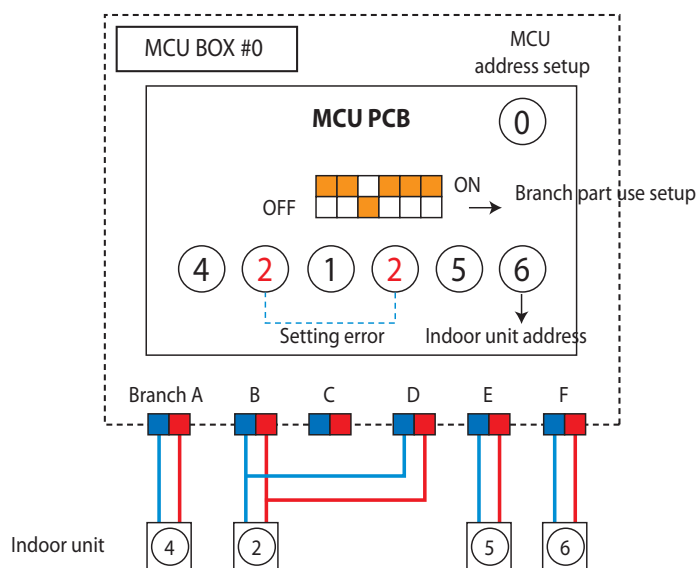 MCU BOX #0
MCU
address setup
MCU PCB
0
ON
OFF
Branch part use setup
4 2 1 2 5 6
Setting error
Indoor unit address
Branch A B C D E F
Indoor unit
4 2 5 6